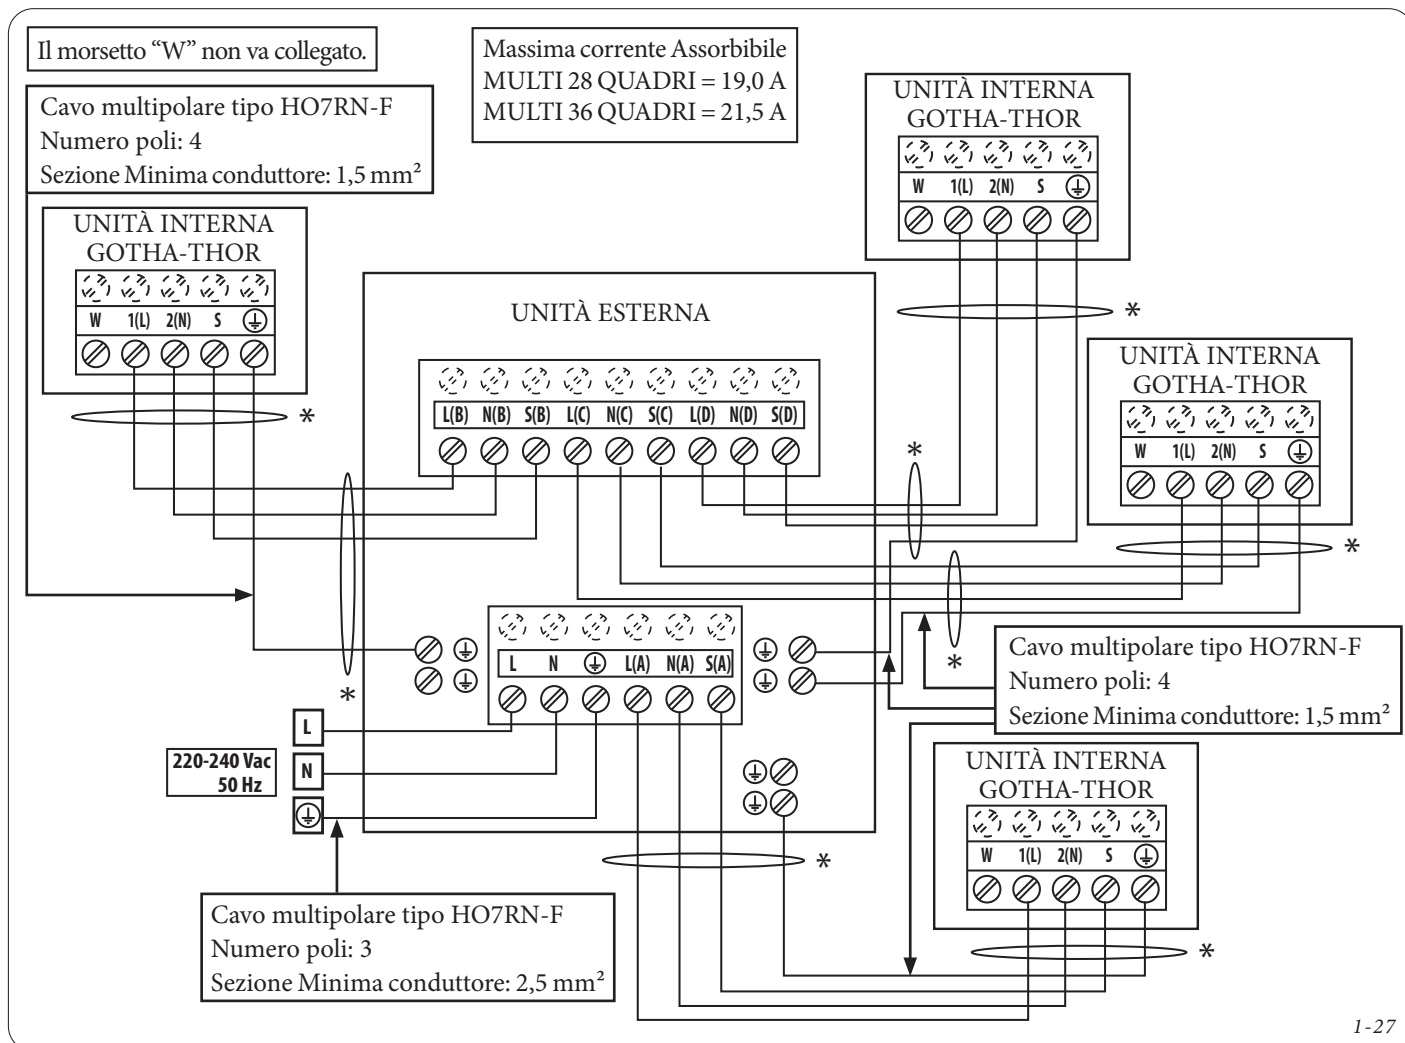 Il morsetto “W” non va collegato.
Massima corrente Assorbibile
MULTI 28 QUADRI = 19,0 A
MULTI 36 QUADRI = 21,5 A
Cavo multipolare tipo HO7RN-F
Numero poli: 4
Sezione Minima conduttore: 1,5 mm²
UNITÀ INTERNA
GOTHA-THOR
W 1(L) 2(N) S
*
UNITÀ INTERNA
GOTHA-THOR
W 1(L) 2(N) S
*
UNITÀ ESTERNA
L(B) N(B) S(B) L(C) N(C) S(C) L(D) N(D) S(D)
UNITÀ INTERNA
GOTHA-THOR
W 1(L) 2(N) S
*
*
*
*
L N L(A) N(A) S(A)
Cavo multipolare tipo HO7RN-F
Numero poli: 4
Sezione Minima conduttore: 1,5 mm²
L
220-240 Vac
50 Hz
N
UNITÀ INTERNA
GOTHA-THOR
W 1(L) 2(N) S
*
*
Cavo multipolare tipo HO7RN-F
Numero poli: 3
Sezione Minima conduttore: 2,5 mm²
1-27